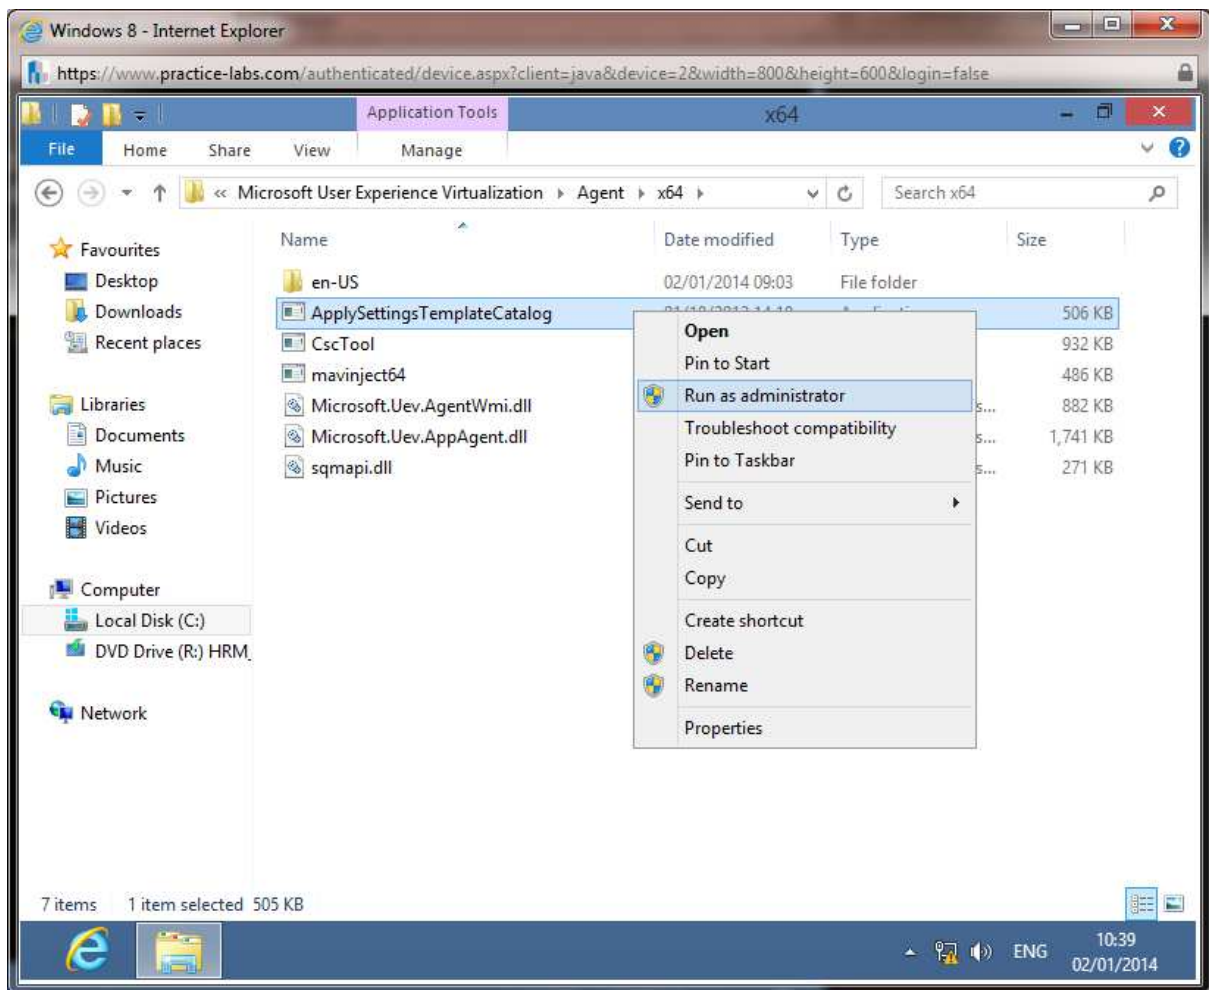 Windows 8 - Internet Explorer
https://www.practice-labs.com/authenticated/device.aspx?client=java&device=2&width=800&height=600&login=false
Application Tools
x64
File Home Share View Manage
« Microsoft User Experience Virtualization Agent x64
Search x64
Name Date modified Type Size
Favourites
Desktop
Downloads
Recent places
Libraries
Documents
Music
Pictures
Videos
Computer
Local Disk (C:)
DVD Drive (R:) HRM_
Network
en-US 02/01/2014 09:03 File folder
ApplySettingsTemplateCatalog 506 KB
CscTool 932 KB
mavinject64 486 KB
Microsoft.Uev.AgentWmi.dll s... 882 KB
Microsoft.Uev.AppAgent.dll s... 1,741 KB
sqmapi.dll s... 271 KB
Open
Pin to Start
Run as administrator
Troubleshoot compatibility
Pin to Taskbar
Send to
Cut
Copy
Create shortcut
Delete
Rename
Properties
7 items 1 item selected 505 KB
ENG
10:39
02/01/2014